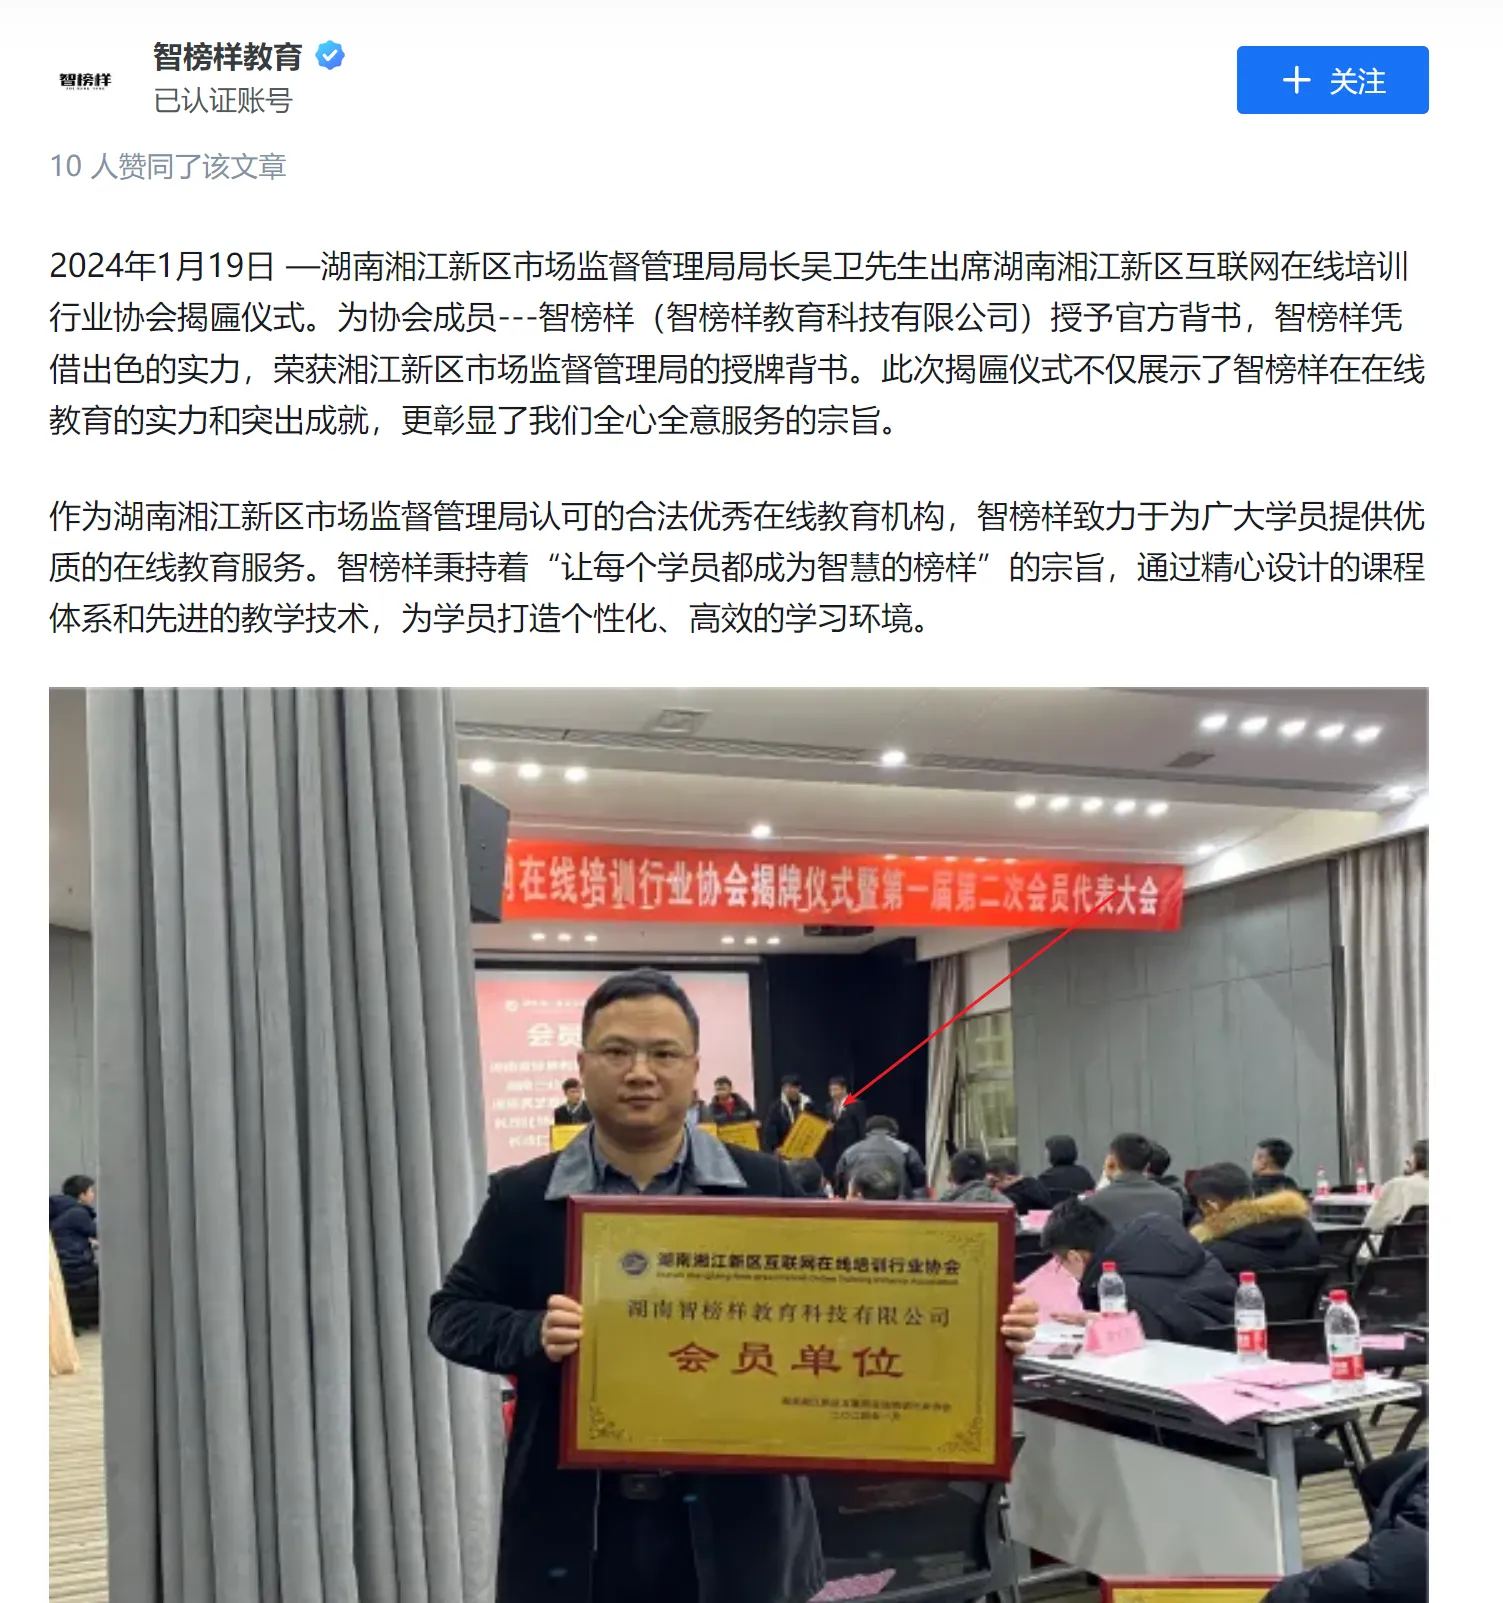 智榜样教育
智榜样
已认证账号
关注
10 人赞同了该文章
2024年1月19日 —湖南湘江新区市场监督管理局局长吴卫先生出席湖南湘江新区互联网在线培训
行业协会揭匾仪式。为协会成员---智榜样（智榜样教育科技有限公司）授予官方背书，智榜样凭
借出色的实力，荣获湘江新区市场监督管理局的授牌背书。此次揭匾仪式不仅展示了智榜样在在线
教育的实力和突出成就，更彰显了我们全心全意服务的宗旨。
作为湖南湘江新区市场监督管理局认可的合法优秀在线教育机构，智榜样致力于为广大学员提供优
质的在线教育服务。智榜样秉持着“让每个学员都成为智慧的榜样”的宗旨，通过精心设计的课程
体系和先进的教学技术，为学员打造个性化、高效的学习环境。
在线培训行业协会揭牌仪式暨第一届第二次会员代表大会
会员
湖南湘江新区互联网在线培训行业协会
湖南智榜样教育科技有限公司
会员单位
二〇二四年一月